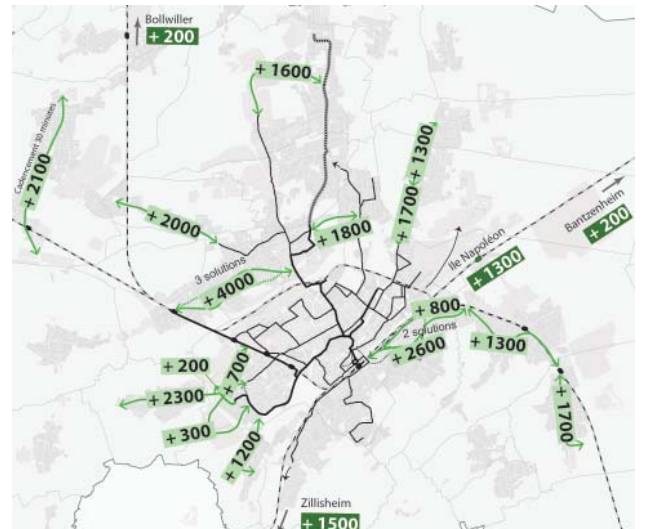 Bollwiller
+ 200
+ 1600
Cadencement 30 minutes
+ 2100
+ 1300
+ 1700
+ 2000
+ 1800
Bantzenheim
+ 200
Ile Napoléon
+ 1300
3 solutions
+ 4000
+ 800
2 solutions
+ 2600
+ 1300
+ 200
+ 700
+ 2300
+ 300
+ 1200
+ 1700
Zillisheim
+ 1500